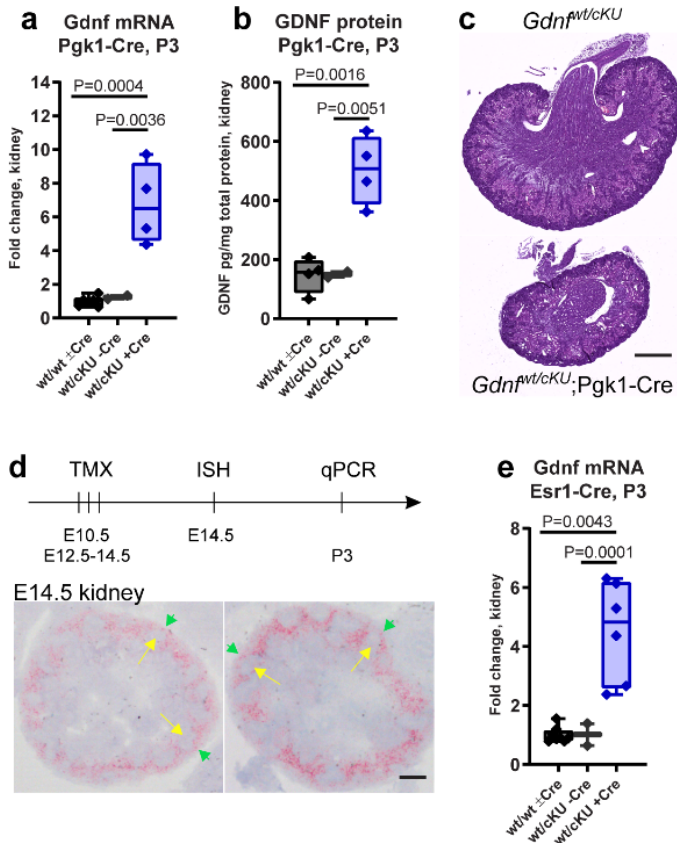 a
Gdnf mRNA
Pgk1-Cre, P3
P=0.0004
P=0.0036
Fold change, kidney
14
12
10
8
6
4
2
0
wt/wt ±Cre
wt/cKU -Cre
wt/cKU +Cre
b
GDNF protein
Pgk1-Cre, P3
P=0.0016
P=0.0051
GDNF pg/mg total protein, kidney
800
600
400
200
0
wt/wt ±Cre
wt/cKU -Cre
wt/cKU +Cre
c
Gdnf^wt/cKU
Gdnf^wt/cKU;Pgk1-Cre
d
TMX ISH qPCR
E10.5 E14.5
E12.5-14.5 P3
E14.5 kidney
e
Gdnf mRNA
Esr1-Cre, P3
P=0.0043
P=0.0001
Fold change, kidney
8
6
4
2
0
wt/wt ±Cre
wt/cKU -Cre
wt/cKU +Cre